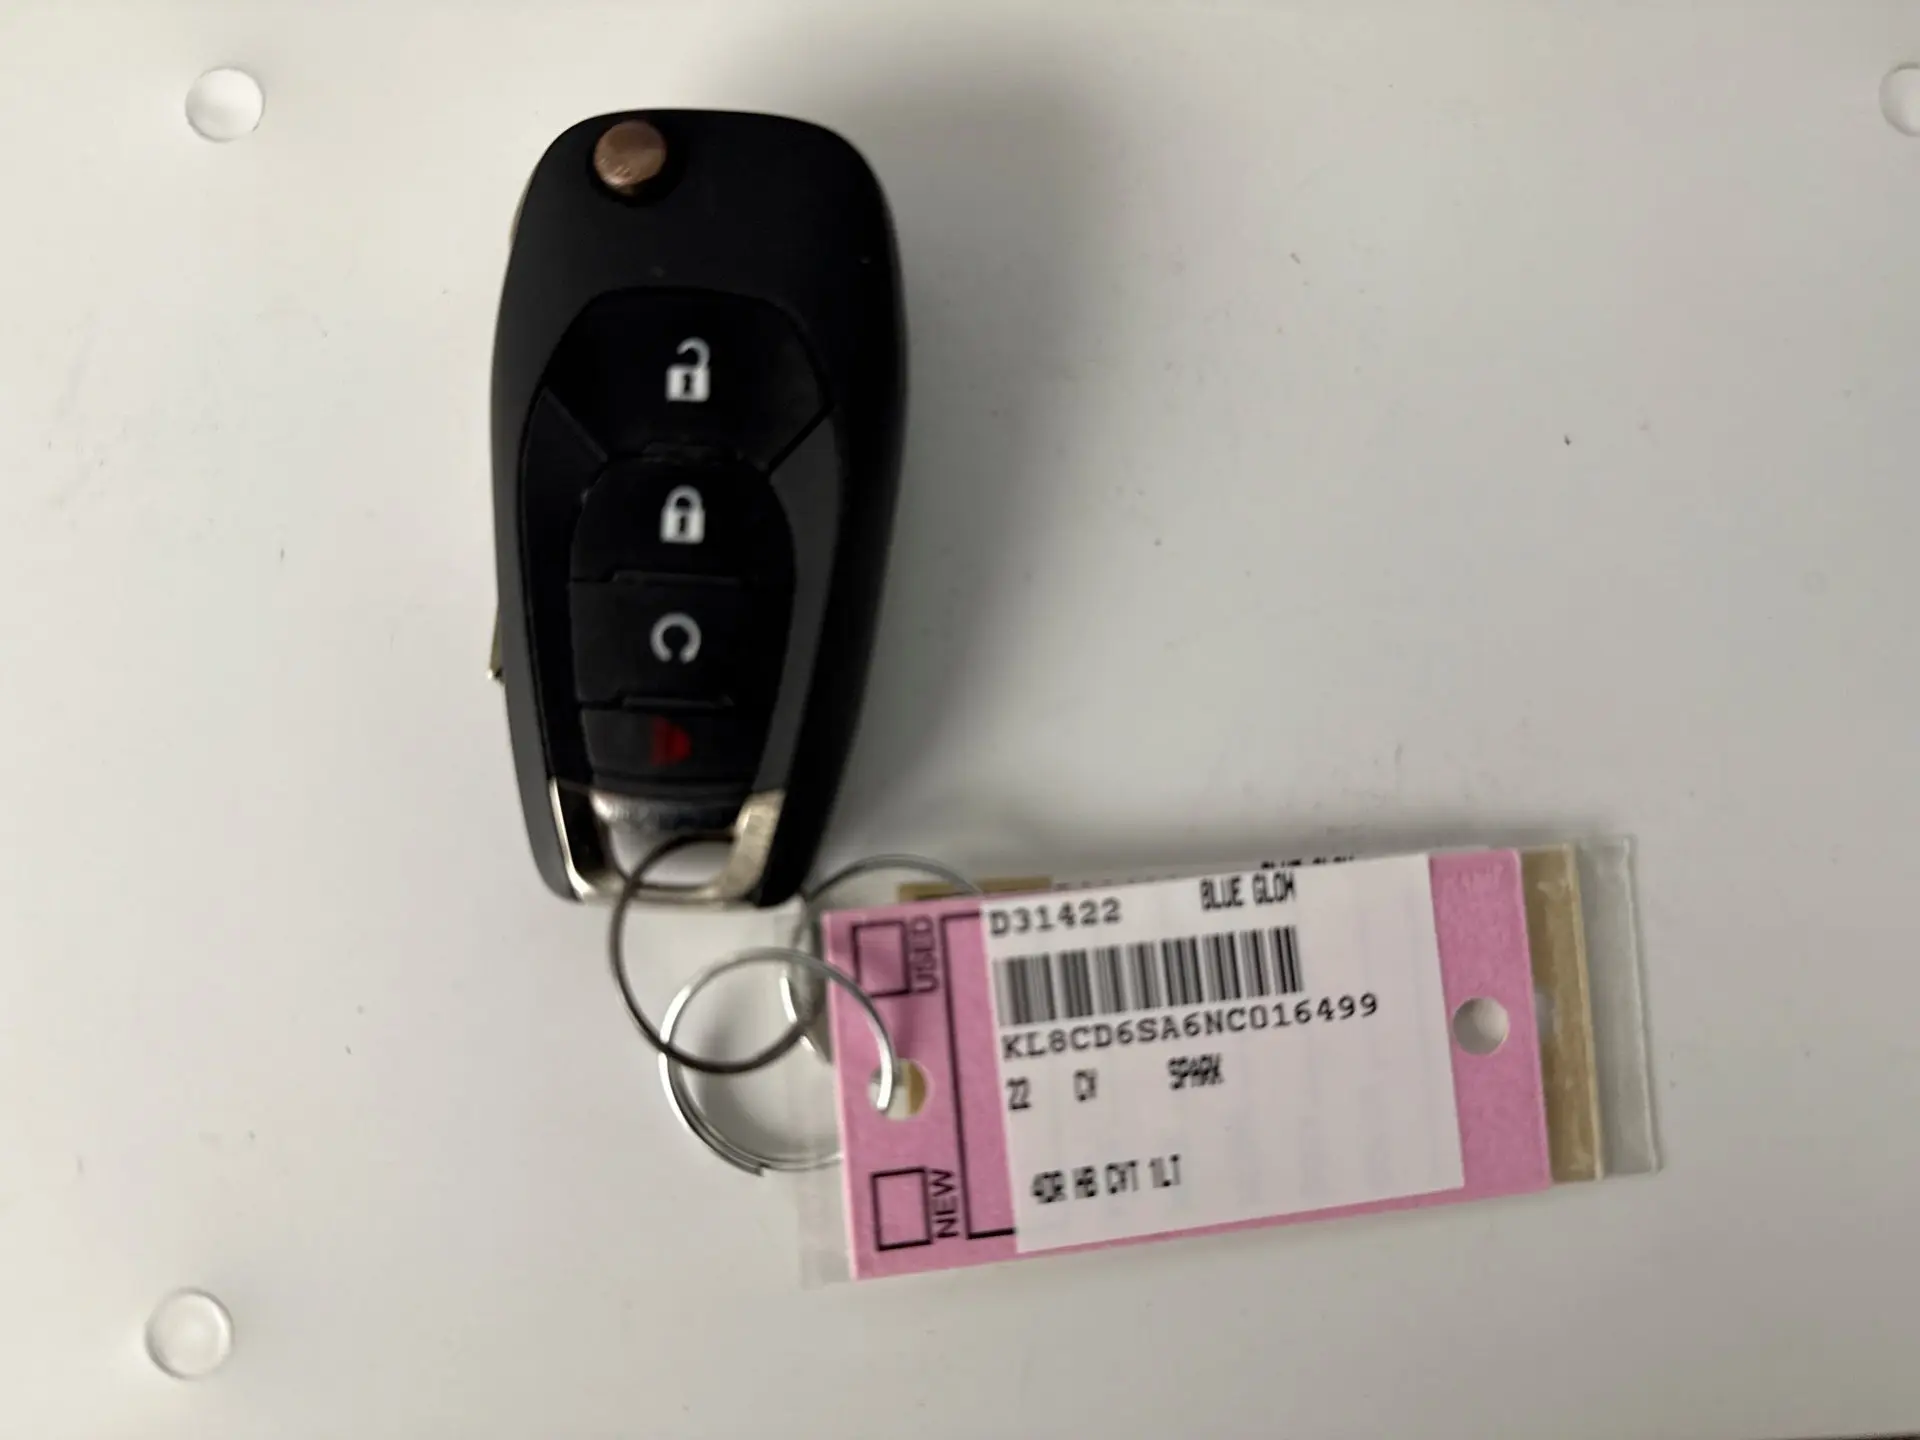 D31422 BLUE GLOW
KL8CD6SA6NC016499
22 CV SPARK
4DR HB CVT 1LT
USED
NEW